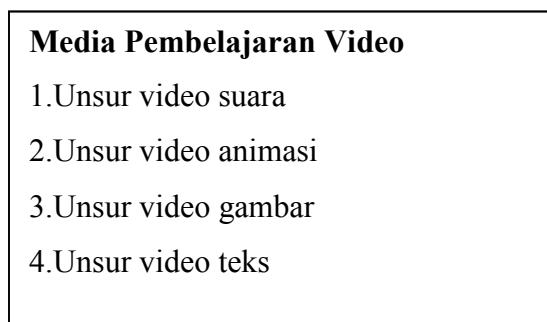 Media Pembelajaran Video
1.Unsur video suara
2.Unsur video animasi
3.Unsur video gambar
4.Unsur video teks